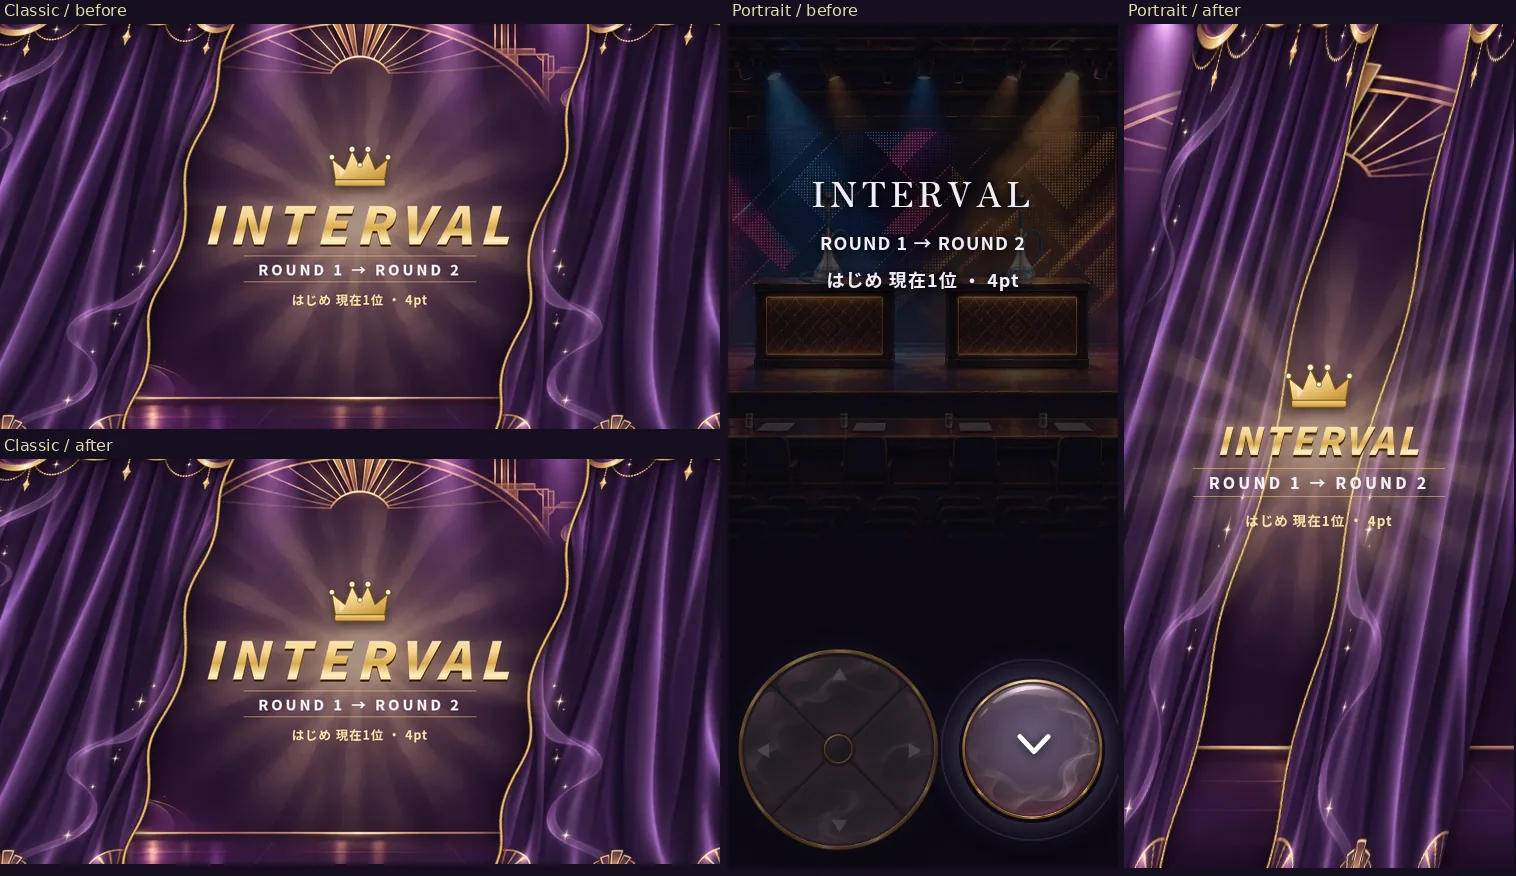 Classic / before
INTERVAL
ROUND 1 → ROUND 2
はじめ 現在1位 ・ 4pt
Classic / after
INTERVAL
ROUND 1 → ROUND 2
はじめ 現在1位 ・ 4pt
Portrait / before
INTERVAL
ROUND 1 → ROUND 2
はじめ 現在1位 ・ 4pt
Portrait / after
INTERVAL
ROUND 1 → ROUND 2
はじめ 現在1位 ・ 4pt